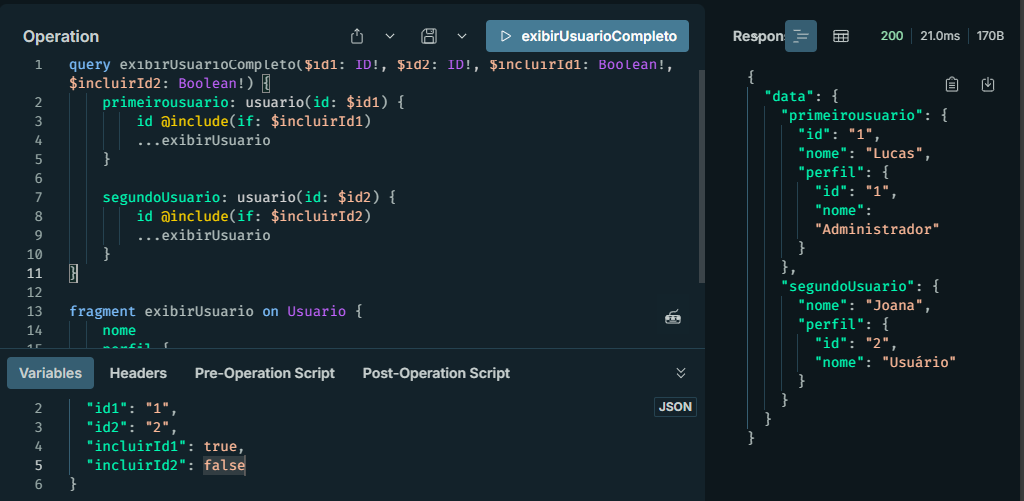 Operation
exibirUsuarioCompleto
1 query exibirUsuarioCompleto($id1: ID!, $id2: ID!, $incluirId1: Boolean!,
$incluirId2: Boolean!) {
2 primeirousuario: usuario(id: $id1) {
3 id @include(if: $incluirId1)
4 ...exibirUsuario
5 }
6
7 segundoUsuario: usuario(id: $id2) {
8 id @include(if: $incluirId2)
9 ...exibirUsuario
10 }
11 }
12
13 fragment exibirUsuario on Usuario {
14 nome
15 perfil {
Variables Headers Pre-Operation Script Post-Operation Script
JSON
2 "id1": "1",
3 "id2": "2",
4 "incluirId1": true,
5 "incluirId2": false
6 }
Respon 200 21.0ms 170B
{
"data": {
"primeirousuario": {
"id": "1",
"nome": "Lucas",
"perfil": {
"id": "1",
"nome":
"Administrador"
}
},
"segundoUsuario": {
"nome": "Joana",
"perfil": {
"id": "2",
"nome": "Usuário"
}
}
}
}